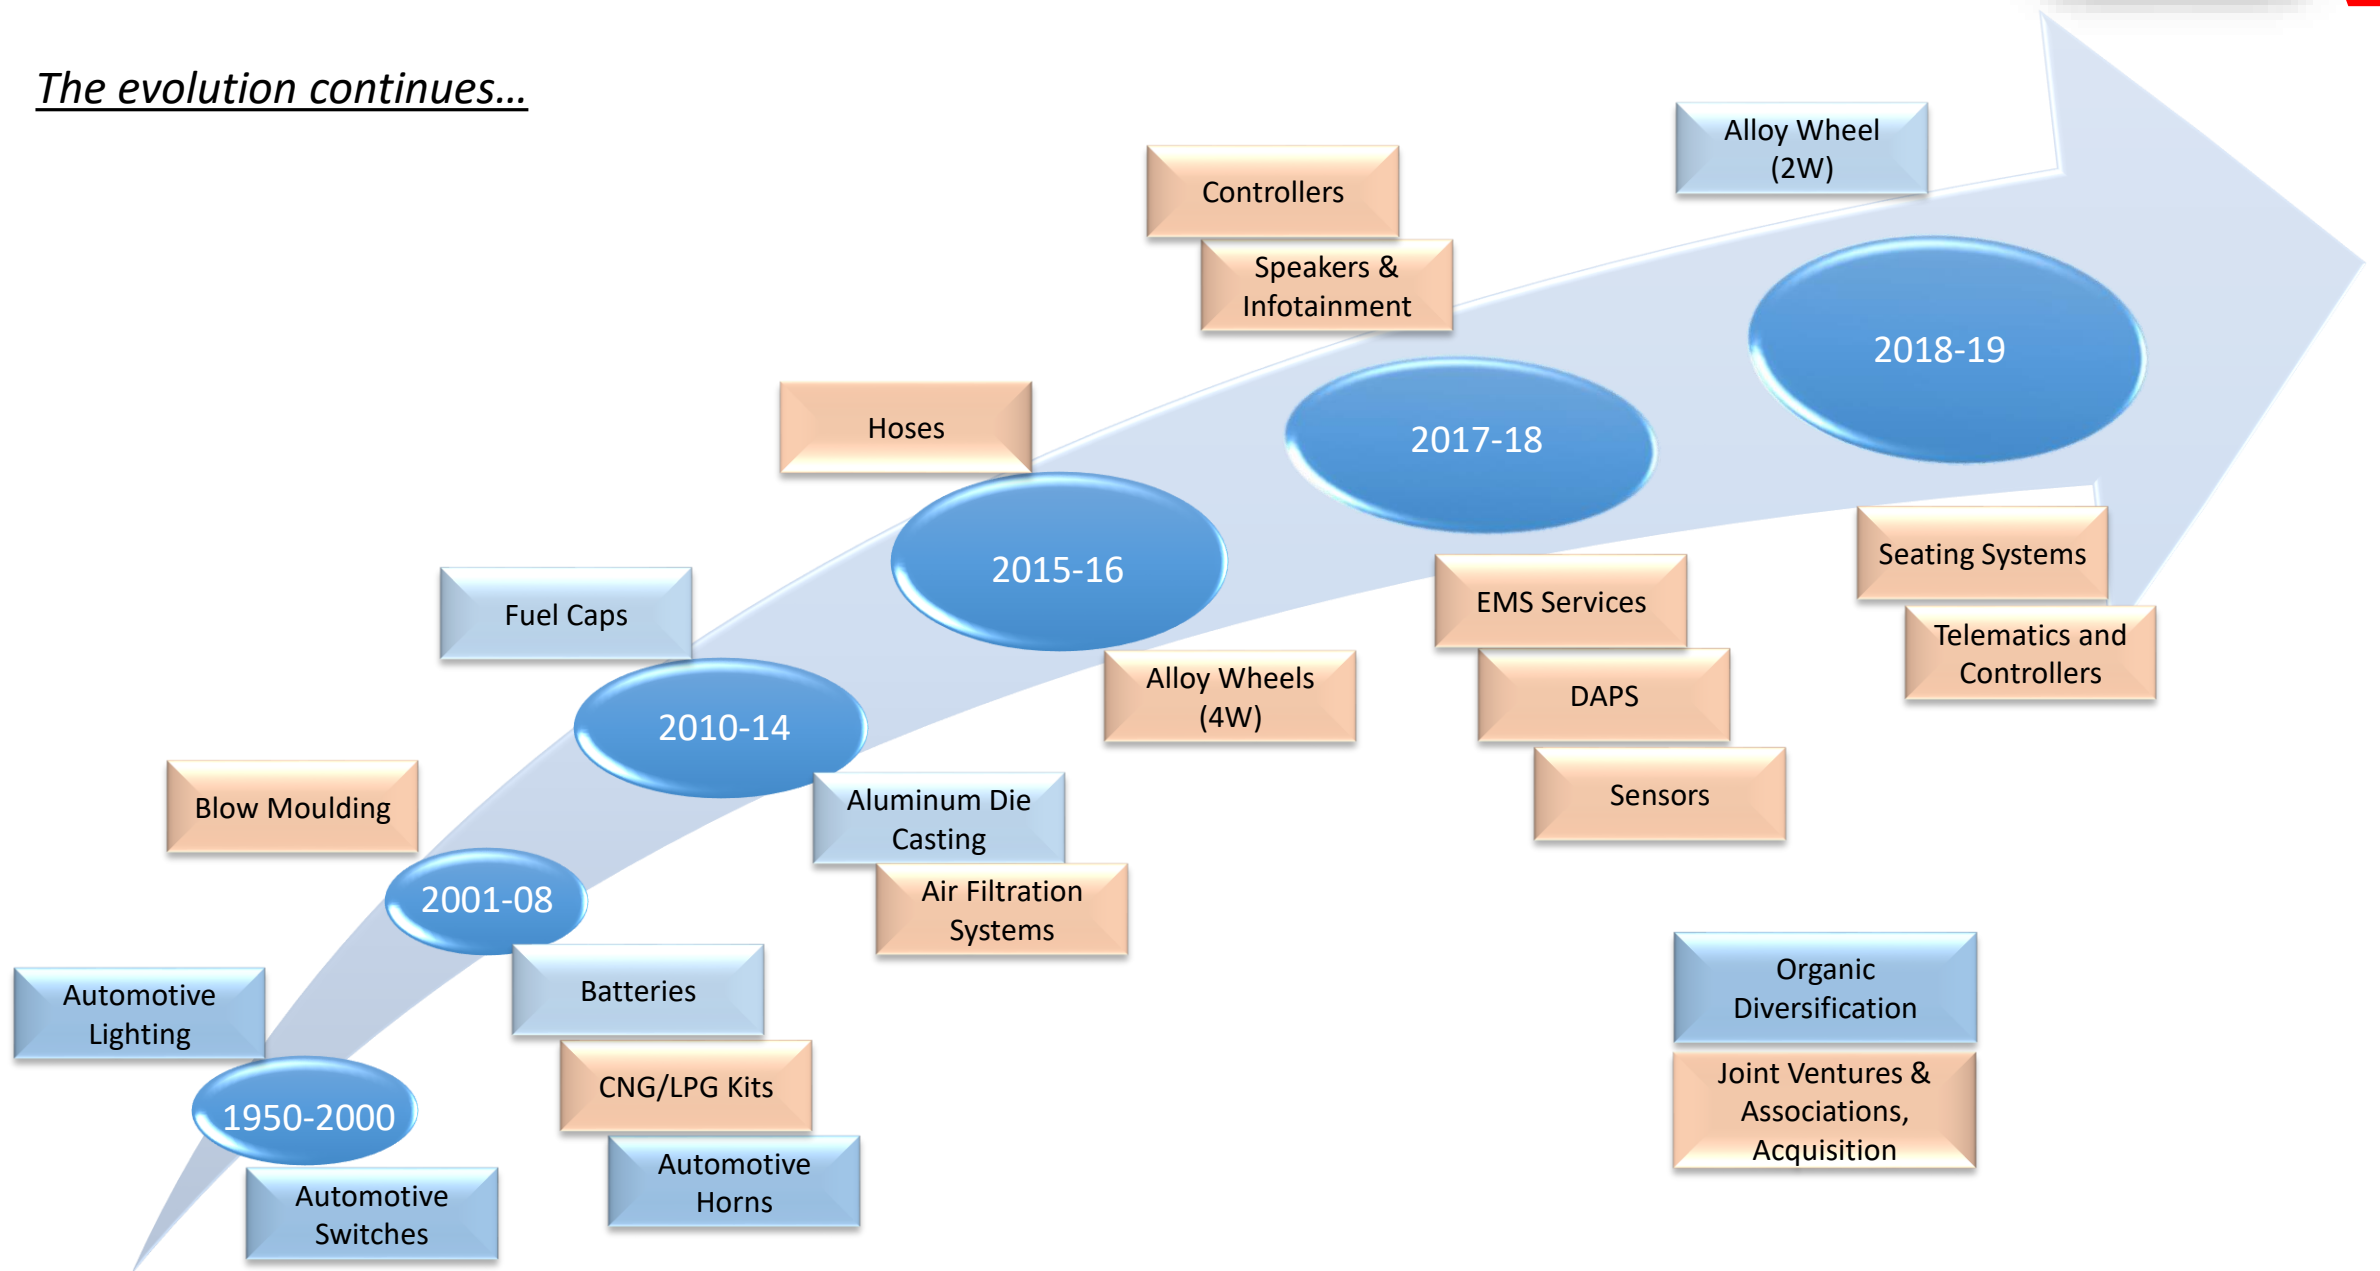 The evolution continues...
Alloy Wheel
(2W)
Controllers
Speakers &
Infotainment
2018-19
Hoses
2017-18
Seating Systems
Telematics and
Controllers
2015-16
EMS Services
DAPS
Sensors
Fuel Caps
Alloy Wheels
(4W)
2010-14
Blow Moulding
Aluminum Die
Casting
Air Filtration
Systems
2001-08
Automotive
Lighting
Batteries
CNG/LPG Kits
Automotive
Horns
1950-2000
Automotive
Switches
Organic
Diversification
Joint Ventures &
Associations,
Acquisition